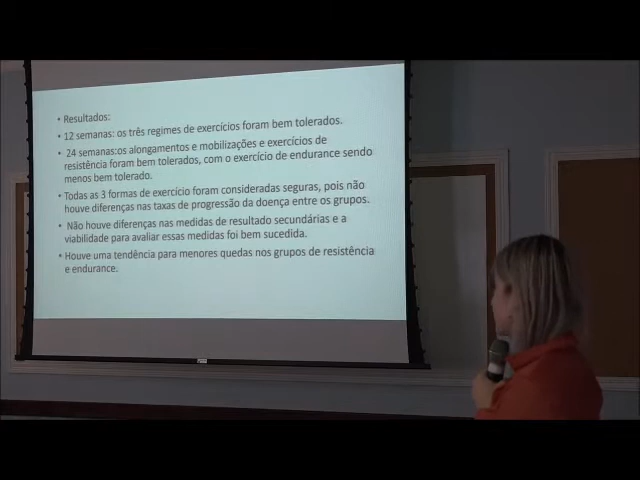 • Resultados:
• 12 semanas: os três regimes de exercícios foram bem tolerados.
• 24 semanas:os alongamentos e mobilizações e exercícios de
resistência foram bem tolerados, com o exercício de endurance sendo
menos bem tolerado.
• Todas as 3 formas de exercício foram consideradas seguras, pois não
houve diferenças nas taxas de progressão da doença entre os grupos.
• Não houve diferenças nas medidas de resultado secundárias e a
viabilidade para avaliar essas medidas foi bem sucedida.
• Houve uma tendência para menores quedas nos grupos de resistência
e endurance.